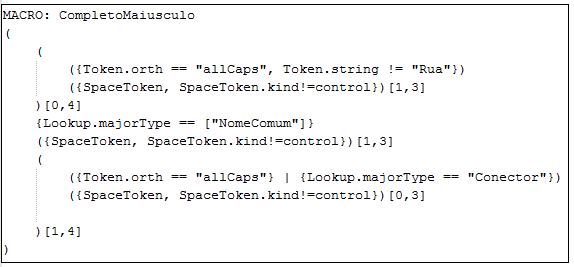 MACRO: CompletoMaiusculo
(
(
({Token.orth == "allCaps", Token.string != "Rua"})
({SpaceToken, SpaceToken.kind!=control})[1,3]
)[0,4]
{Lookup.majorType == ["NomeComum"]}
({SpaceToken, SpaceToken.kind!=control})[1,3]
(
({Token.orth == "allCaps"} | {Lookup.majorType == "Conector"})
({SpaceToken, SpaceToken.kind!=control})[0,3]
)[1,4]
)